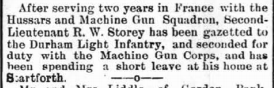 After serving two years in France with the
Hussars and Machine Gun Squadron, Second-
Lieutenant R. W. Storey has been gazetted to
the Durham Light Infantry, and seconded for
duty with the Machine Gun Corps, and has
been spending a short leave at his home at
Startforth.